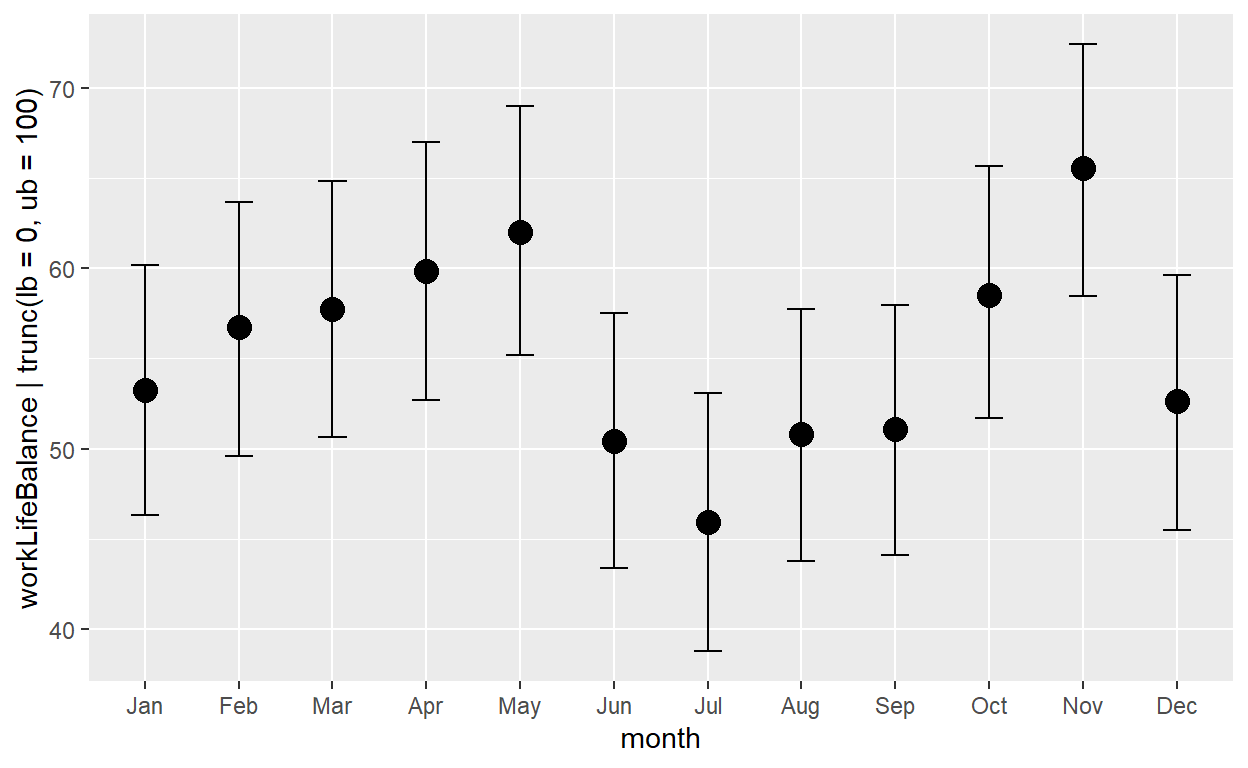 workLifeBalance | trunc(lb = 0, ub = 100)
70
60
50
40
Jan Feb Mar Apr May Jun Jul Aug Sep Oct Nov Dec
month